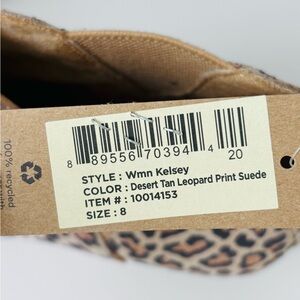 8 89556 70394 4 20
STYLE : Wmn Kelsey
COLOR : Desert Tan Leopard Print Suede
ITEM # : 10014153
SIZE : 8
100% recycled